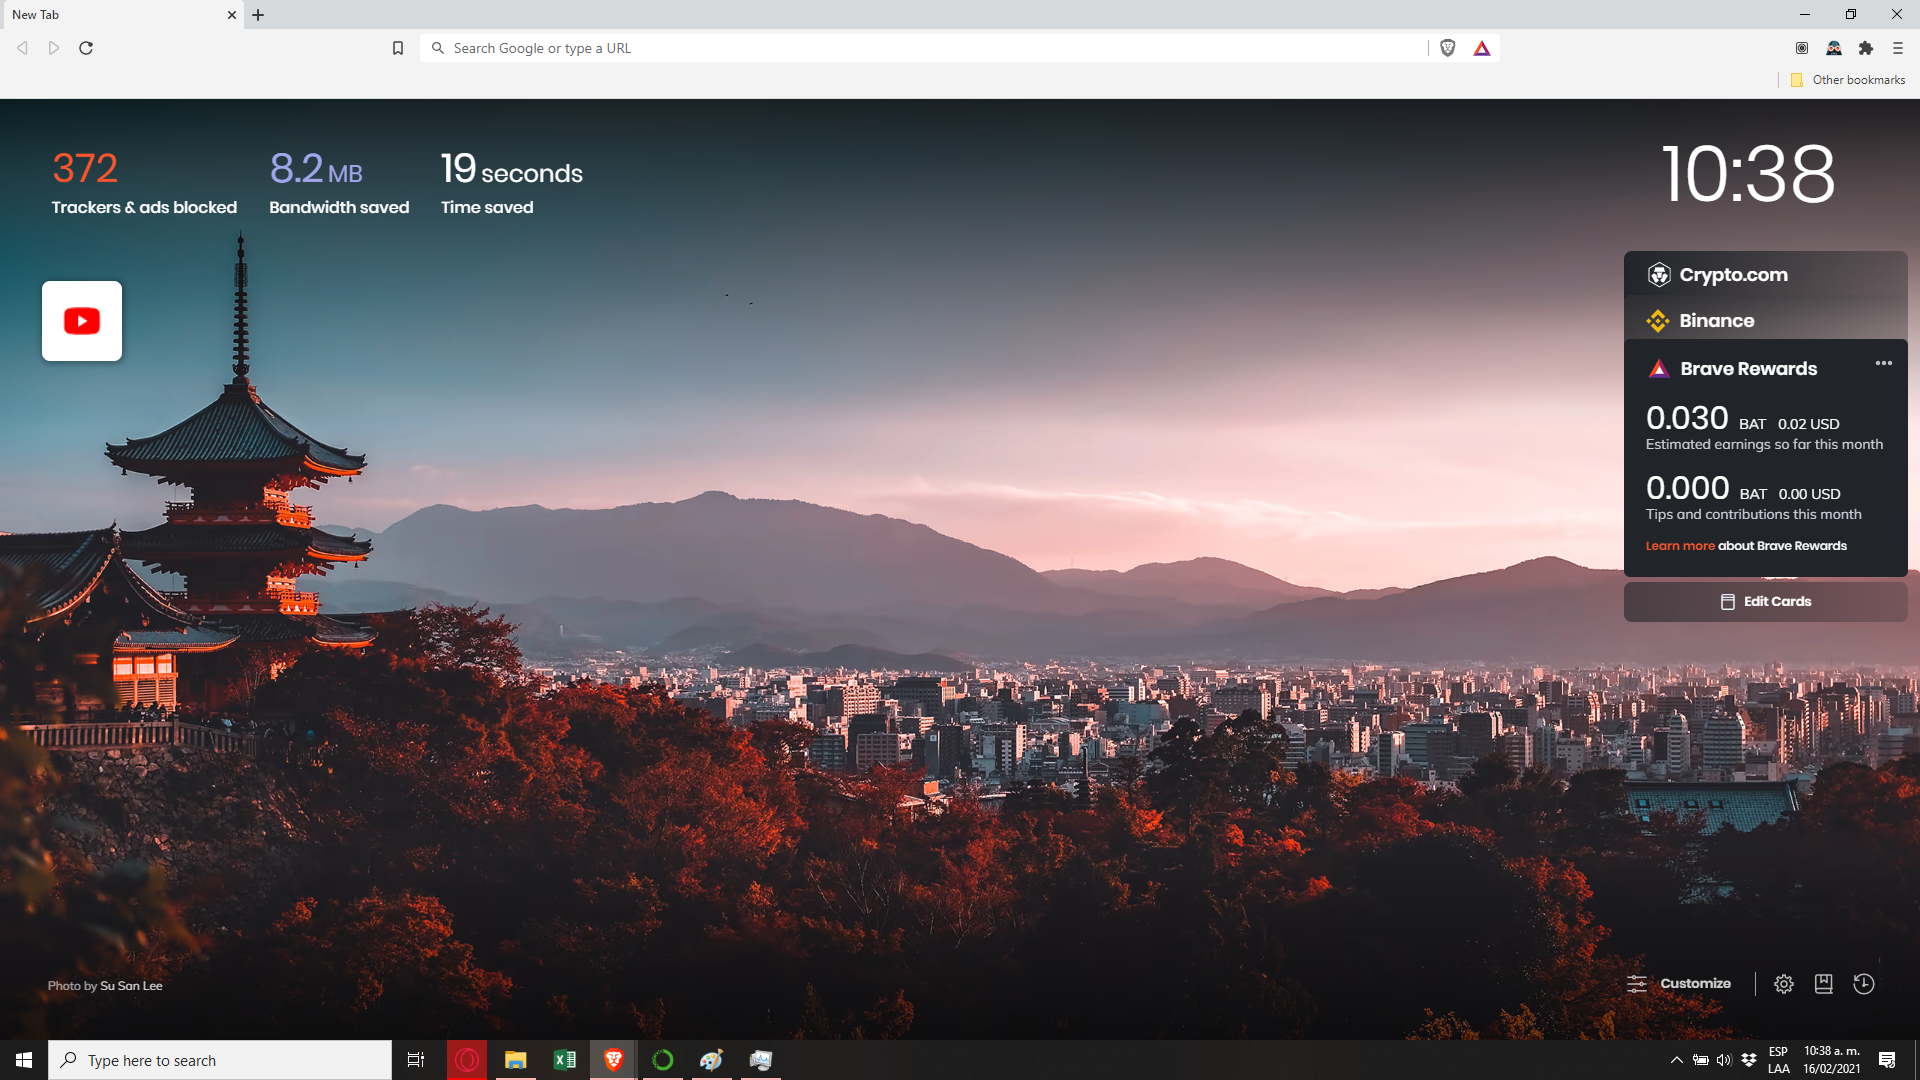 New Tab
Search Google or type a URL
Other bookmarks
372
Trackers & ads blocked
8.2 MB
Bandwidth saved
19 seconds
Time saved
10:38
Crypto.com
Binance
Brave Rewards
0.030 BAT 0.02 USD
Estimated earnings so far this month
0.000 BAT 0.00 USD
Tips and contributions this month
Learn more about Brave Rewards
Edit Cards
Photo by Su San Lee
Customize
Type here to search
ESP
LAA
10:38 a. m.
16/02/2021